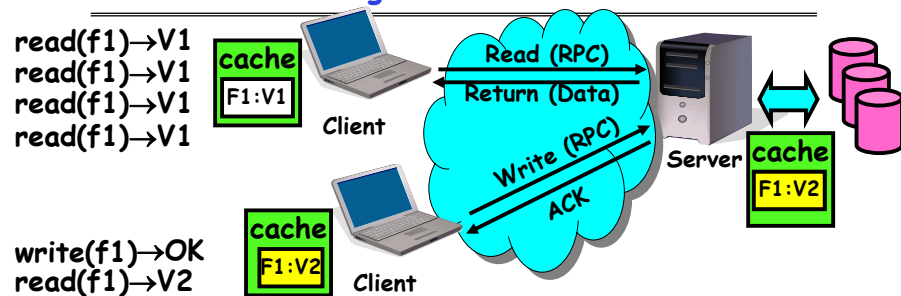 read(f1)→V1
read(f1)→V1
read(f1)→V1
read(f1)→V1
cache
F1:V1
Client
Read (RPC)
Return (Data)
Write (RPC)
ACK
Server
cache
F1:V2
write(f1)→OK
read(f1)→V2
cache
F1:V2
Client